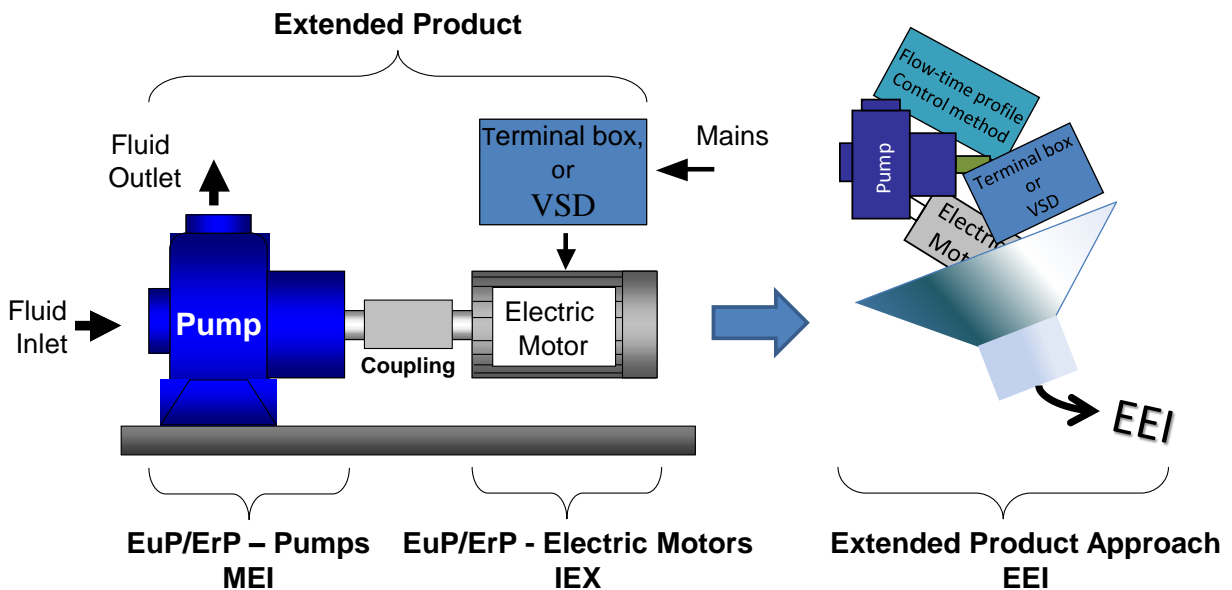 Extended Product
Fluid
Outlet
Terminal box,
or
VSD
Mains
Fluid
Inlet
Pump
Coupling
Electric
Motor
EuP/ErP – Pumps
MEI
EuP/ErP - Electric Motors
IEX
Flow-time profile
Control method
Pump
Terminal box
or
VSD
Electric
EEI
Extended Product Approach
EEI